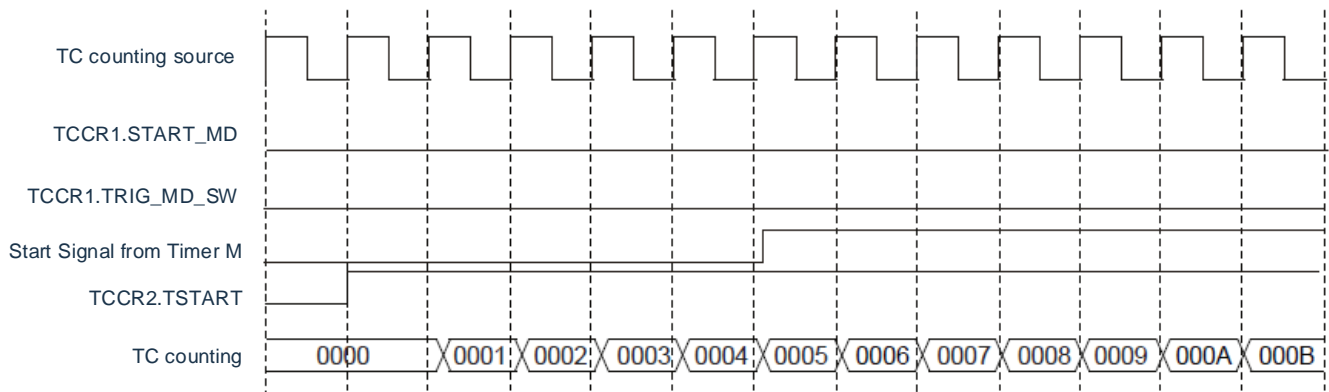 TC counting source
TCCR1.START_MD
TCCR1.TRIG_MD_SW
Start Signal from Timer M
TCCR2.TSTART
TC counting 0000 0001 0002 0003 0004 0005 0006 0007 0008 0009 000A 000B